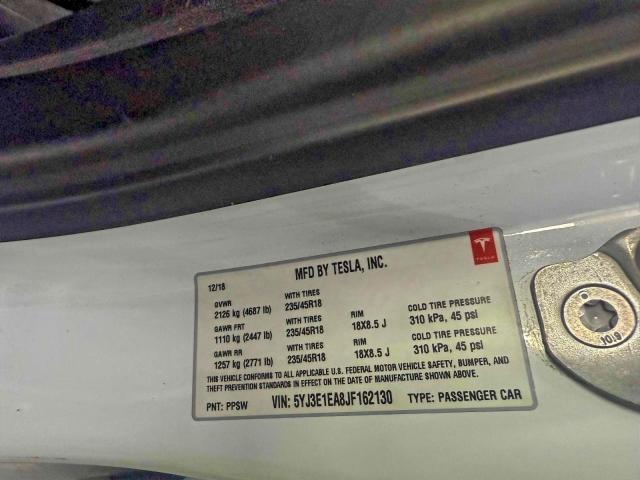 12/18 MFD BY TESLA, INC.
TESLA
GVWR WITH TIRES
2126 kg (4687 lb) 235/45R18
GAWR FRT WITH TIRES RIM COLD TIRE PRESSURE
1110 kg (2447 lb) 235/45R18 18X8.5 J 310 kPa, 45 psi
GAWR RR WITH TIRES RIM COLD TIRE PRESSURE
1257 kg (2771 lb) 235/45R18 18X8.5 J 310 kPa, 45 psi
THIS VEHICLE CONFORMS TO ALL APPLICABLE U.S. FEDERAL MOTOR VEHICLE SAFETY, BUMPER, AND
THEFT PREVENTION STANDARDS IN EFFECT ON THE DATE OF MANUFACTURE SHOWN ABOVE.
PNT: PPSW VIN: 5YJ3E1EA8JF162130 TYPE: PASSENGER CAR
10.9